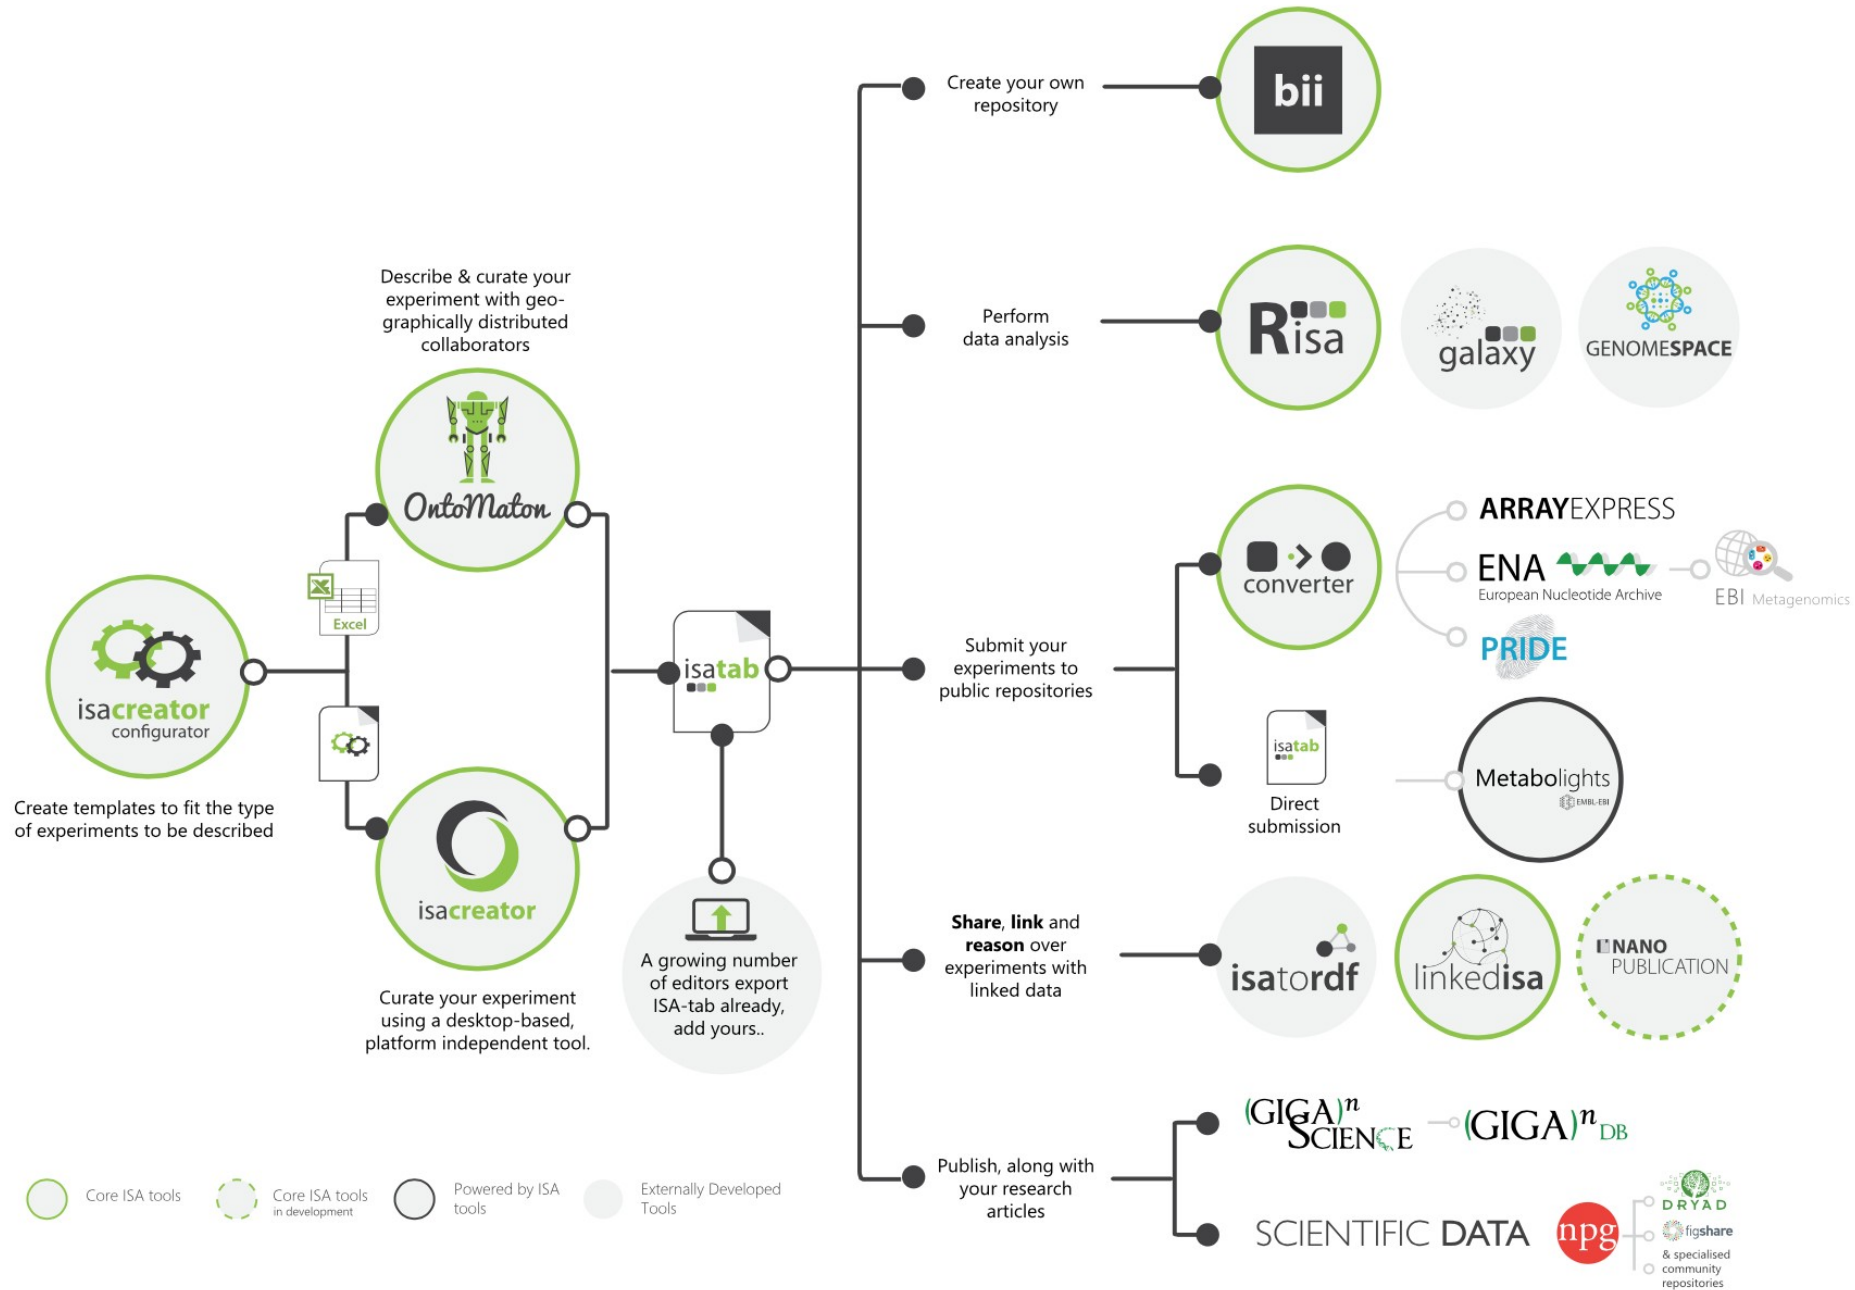 Create your own
repository
bii
Describe & curate your
experiment with geo-
graphically distributed
collaborators
OntoMaton
Perform
data analysis
Risa
galaxy
GENOMESPACE
Excel
isacreator
configurator
Create templates to fit the type
of experiments to be described
isacreator
Curate your experiment
using a desktop-based,
platform independent tool.
isatab
A growing number
of editors export
ISA-tab already,
add yours..
Submit your
experiments to
public repositories
converter
ARRAYEXPRESS
ENA
European Nucleotide Archive
EBI Metagenomics
PRIDE
isatab
Direct
submission
Metabolights
EMBL-EBI
Share, link and
reason over
experiments with
linked data
isatordf
linkedisa
NANO
PUBLICATION
Publish, along with
your research
articles
(GIGA)n
SCIENCE
(GIGA)n DB
SCIENTIFIC DATA
npg
DRYAD
figshare
& specialised
community
repositories
Core ISA tools
Core ISA tools
in development
Powered by ISA
tools
Externally Developed
Tools